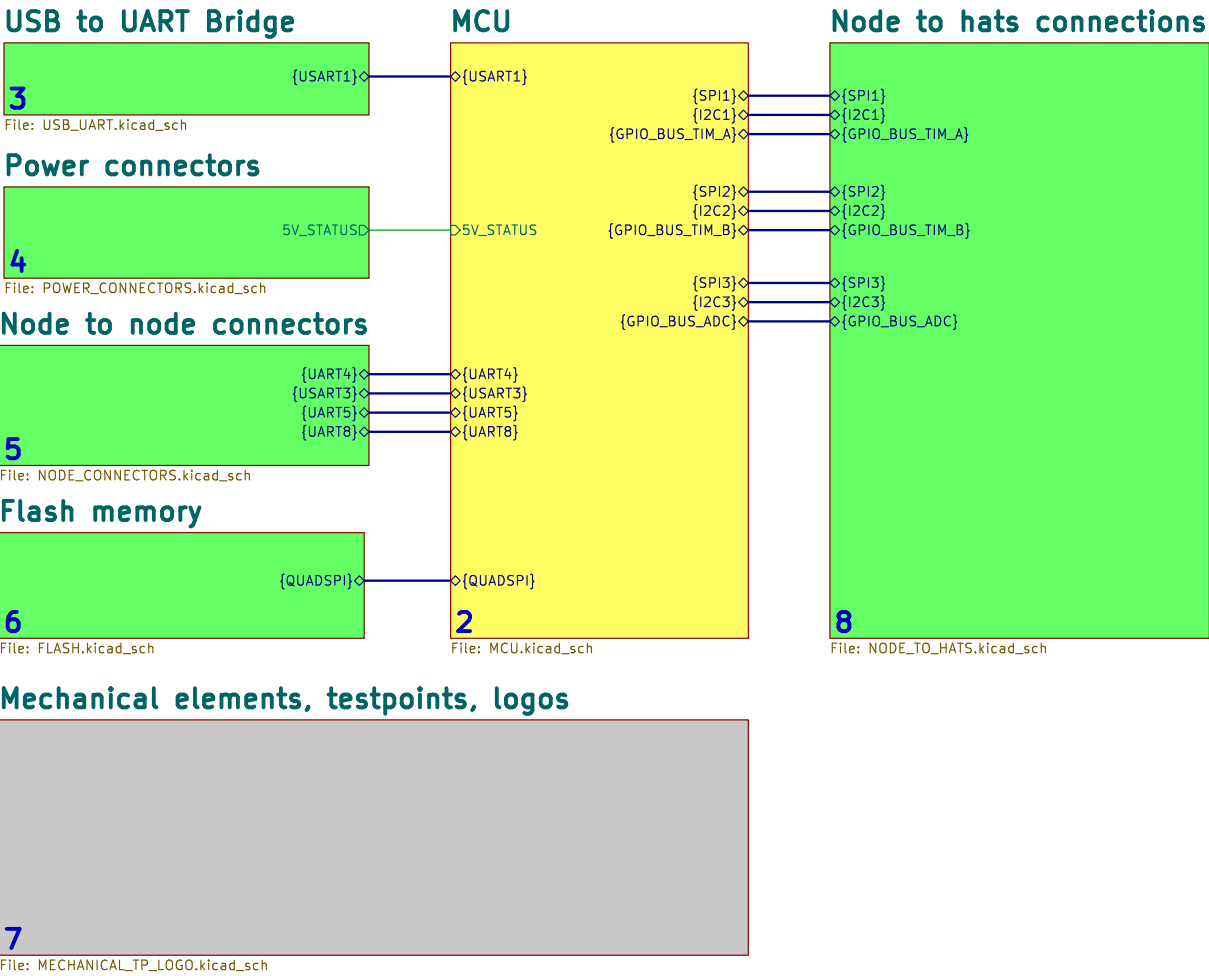 USB to UART Bridge
{USART1}
3
File: USB_UART.kicad_sch
Power connectors
5V_STATUS
4
File: POWER_CONNECTORS.kicad_sch
Node to node connectors
{UART4}
{USART3}
{UART5}
{UART8}
5
File: NODE_CONNECTORS.kicad_sch
Flash memory
{QUADSPI}
6
File: FLASH.kicad_sch
MCU
{USART1}
{SPI1}
{I2C1}
{GPIO_BUS_TIM_A}
{SPI2}
{I2C2}
5V_STATUS
{GPIO_BUS_TIM_B}
{SPI3}
{I2C3}
{GPIO_BUS_ADC}
{UART4}
{USART3}
{UART5}
{UART8}
{QUADSPI}
2
File: MCU.kicad_sch
Node to hats connections
{SPI1}
{I2C1}
{GPIO_BUS_TIM_A}
{SPI2}
{I2C2}
{GPIO_BUS_TIM_B}
{SPI3}
{I2C3}
{GPIO_BUS_ADC}
8
File: NODE_TO_HATS.kicad_sch
Mechanical elements, testpoints, logos
7
File: MECHANICAL_TP_LOGO.kicad_sch